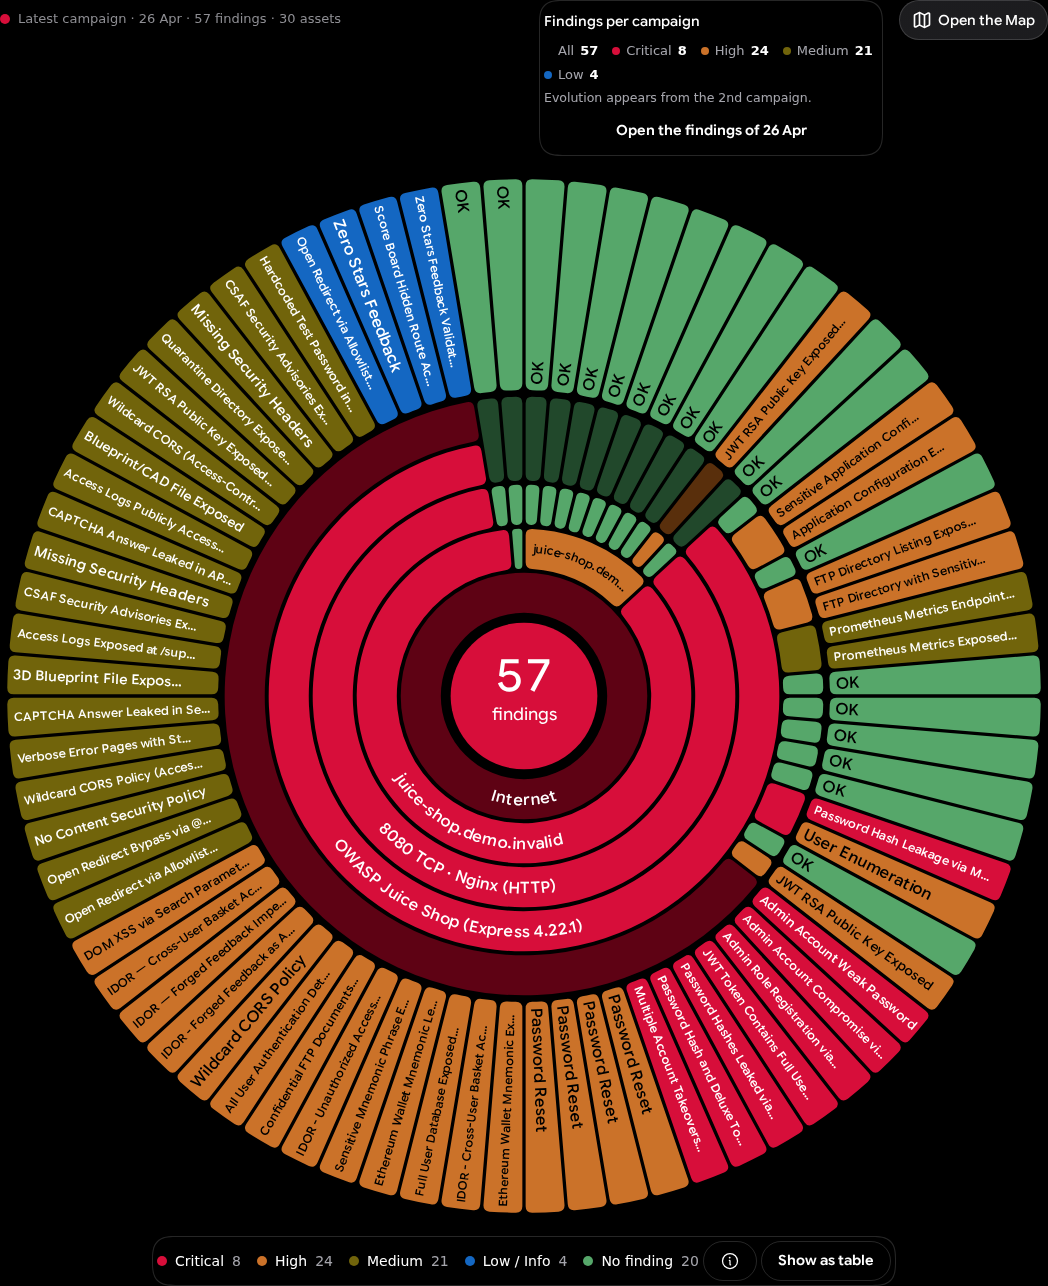 Latest campaign · 26 Apr · 57 findings · 30 assets
Findings per campaign
All 57 Critical 8 High 24 Medium 21
Low 4
Evolution appears from the 2nd campaign.
Open the findings of 26 Apr
Open the Map
OK
OK
OK
OK
OK
OK
OK
OK
OK
OK
JWT RSA Public Key Exposed...
OK
OK
Sensitive Application Confi...
Application Configuration E...
OK
FTP Directory Listing Expos...
FTP Directory with Sensitiv...
Prometheus Metrics Endpoint...
Prometheus Metrics Exposed...
OK
OK
OK
OK
OK
Password Hash Leakage via M...
User Enumeration
OK
JWT RSA Public Key Exposed
Admin Account Weak Password
Admin Account Compromise vi...
Admin Role Registration via...
JWT Token Contains Full Use...
Password Hashes Leaked via...
Password Hash and Deluxe To...
Multiple Account Takeovers...
Password Reset
Password Reset
Password Reset
Password Reset
Ethereum Wallet Mnemonic Ex...
IDOR - Cross-User Basket Ac...
Full User Database Exposed...
Ethereum Wallet Mnemonic Le...
Sensitive Mnemonic Phrase E...
IDOR - Unauthorized Access...
Confidential FTP Documents...
All User Authentication Det...
Wildcard CORS Policy
IDOR - Forged Feedback as A...
IDOR — Forged Feedback Impe...
IDOR — Cross-User Basket Ac...
DOM XSS via Search Paramet...
Open Redirect via Allowlist...
Open Redirect Bypass via @...
No Content Security Policy
Wildcard CORS Policy (Acces...
Verbose Error Pages with St...
CAPTCHA Answer Leaked in Se...
3D Blueprint File Expos...
Access Logs Exposed at /sup...
CSAF Security Advisories Ex...
Missing Security Headers
CAPTCHA Answer Leaked in AP...
Access Logs Publicly Access...
Blueprint/CAD File Exposed
Wildcard CORS (Access-Contr...
JWT RSA Public Key Exposed...
Quarantine Directory Expose...
Missing Security Headers
CSAF Security Advisories Ex...
Hardcoded Test Password in...
Open Redirect via Allowlist...
Zero Stars Feedback
Score Board Hidden Route Ac...
Zero Stars Feedback Validat...
juice-shop.dem...
57
findings
Internet
juice-shop.demo.invalid
8080 TCP · Nginx (HTTP)
OWASP Juice Shop (Express 4.22.1)
Critical 8 High 24 Medium 21 Low / Info 4 No finding 20 Show as table